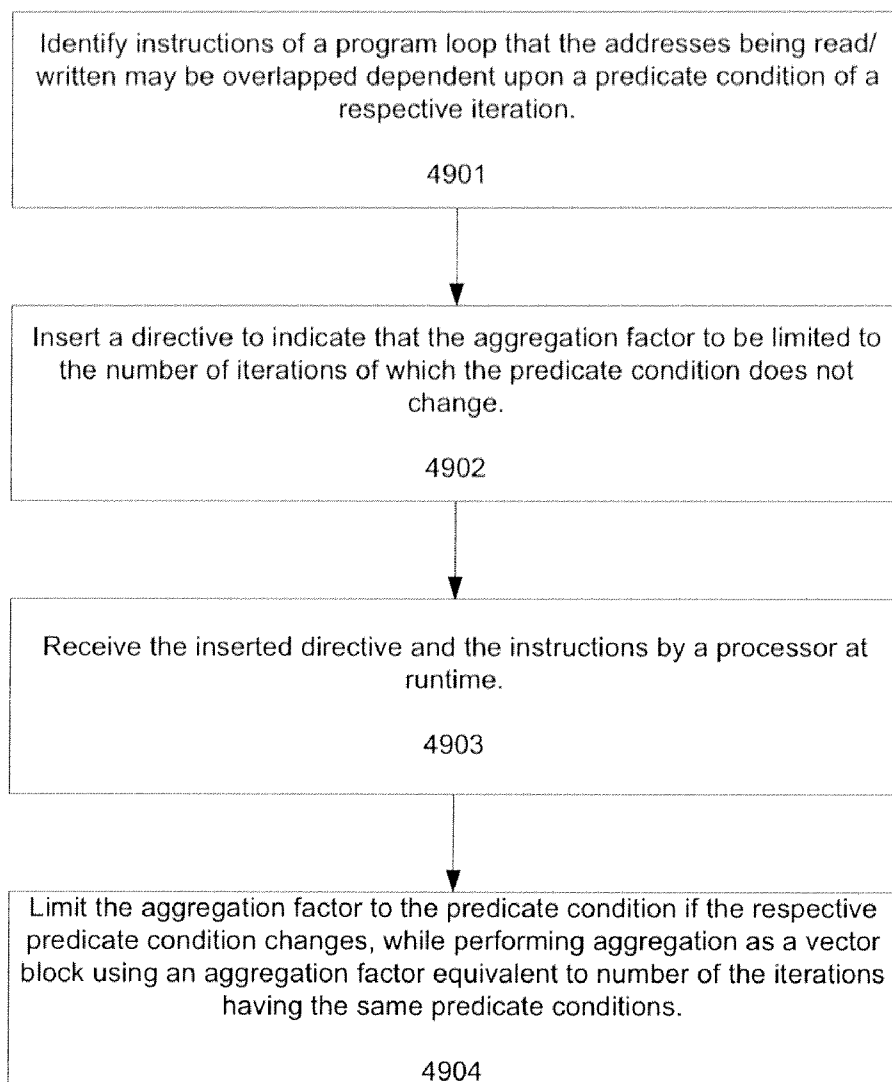 Identify instructions of a program loop that the addresses being read/
written may be overlapped dependent upon a predicate condition of a
respective iteration.
4901
Insert a directive to indicate that the aggregation factor to be limited to
the number of iterations of which the predicate condition does not
change.
4902
Receive the inserted directive and the instructions by a processor at
runtime.
4903
Limit the aggregation factor to the predicate condition if the respective
predicate condition changes, while performing aggregation as a vector
block using an aggregation factor equivalent to number of the iterations
having the same predicate conditions.
4904